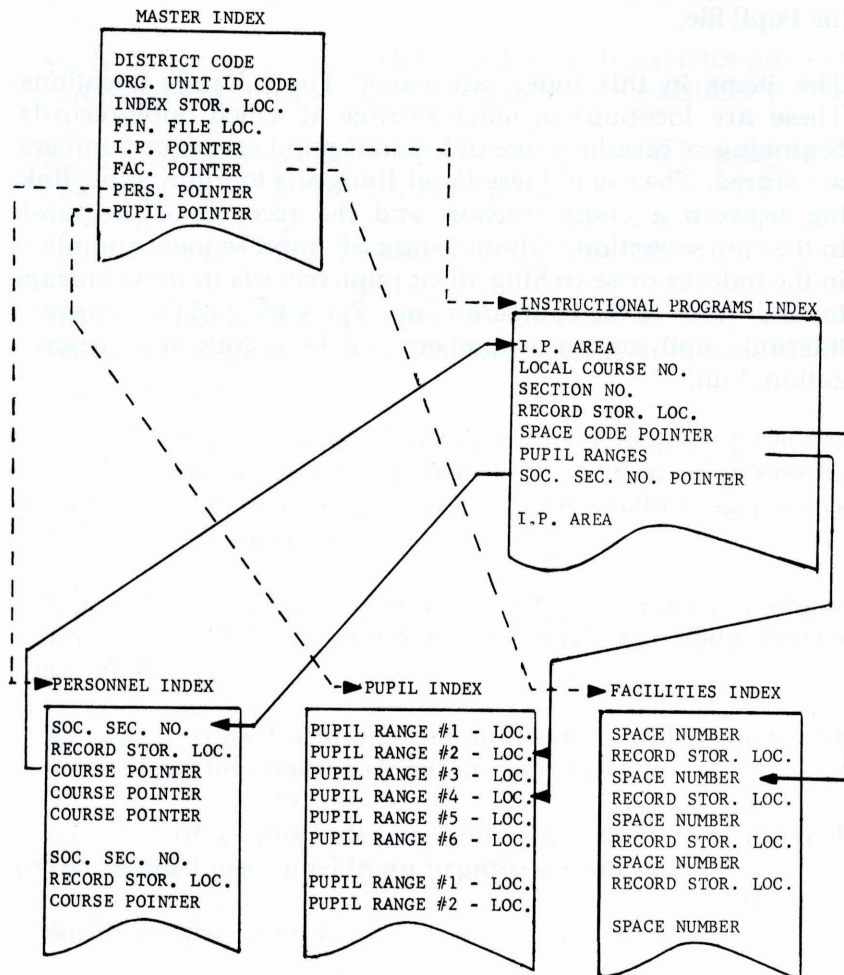 the Pupil file.
MASTER INDEX
DISTRICT CODE
ORG. UNIT ID CODE
INDEX STOR. LOC.
FIN. FILE LOC.
I.P. POINTER
FAC. POINTER
PERS. POINTER
PUPIL POINTER
INSTRUCTIONAL PROGRAMS INDEX
I.P. AREA
LOCAL COURSE NO.
SECTION NO.
RECORD STOR. LOC.
SPACE CODE POINTER
PUPIL RANGES
SOC. SEC. NO. POINTER
I.P. AREA
PERSONNEL INDEX
SOC. SEC. NO.
RECORD STOR. LOC.
COURSE POINTER
COURSE POINTER
COURSE POINTER
SOC. SEC. NO.
RECORD STOR. LOC.
COURSE POINTER
PUPIL INDEX
PUPIL RANGE #1 - LOC.
PUPIL RANGE #2 - LOC.
PUPIL RANGE #3 - LOC.
PUPIL RANGE #4 - LOC.
PUPIL RANGE #5 - LOC.
PUPIL RANGE #6 - LOC.
PUPIL RANGE #1 - LOC.
PUPIL RANGE #2 - LOC.
FACILITIES INDEX
SPACE NUMBER
RECORD STOR. LOC.
SPACE NUMBER
RECORD STOR. LOC.
SPACE NUMBER
RECORD STOR. LOC.
SPACE NUMBER
RECORD STOR. LOC.
SPACE NUMBER